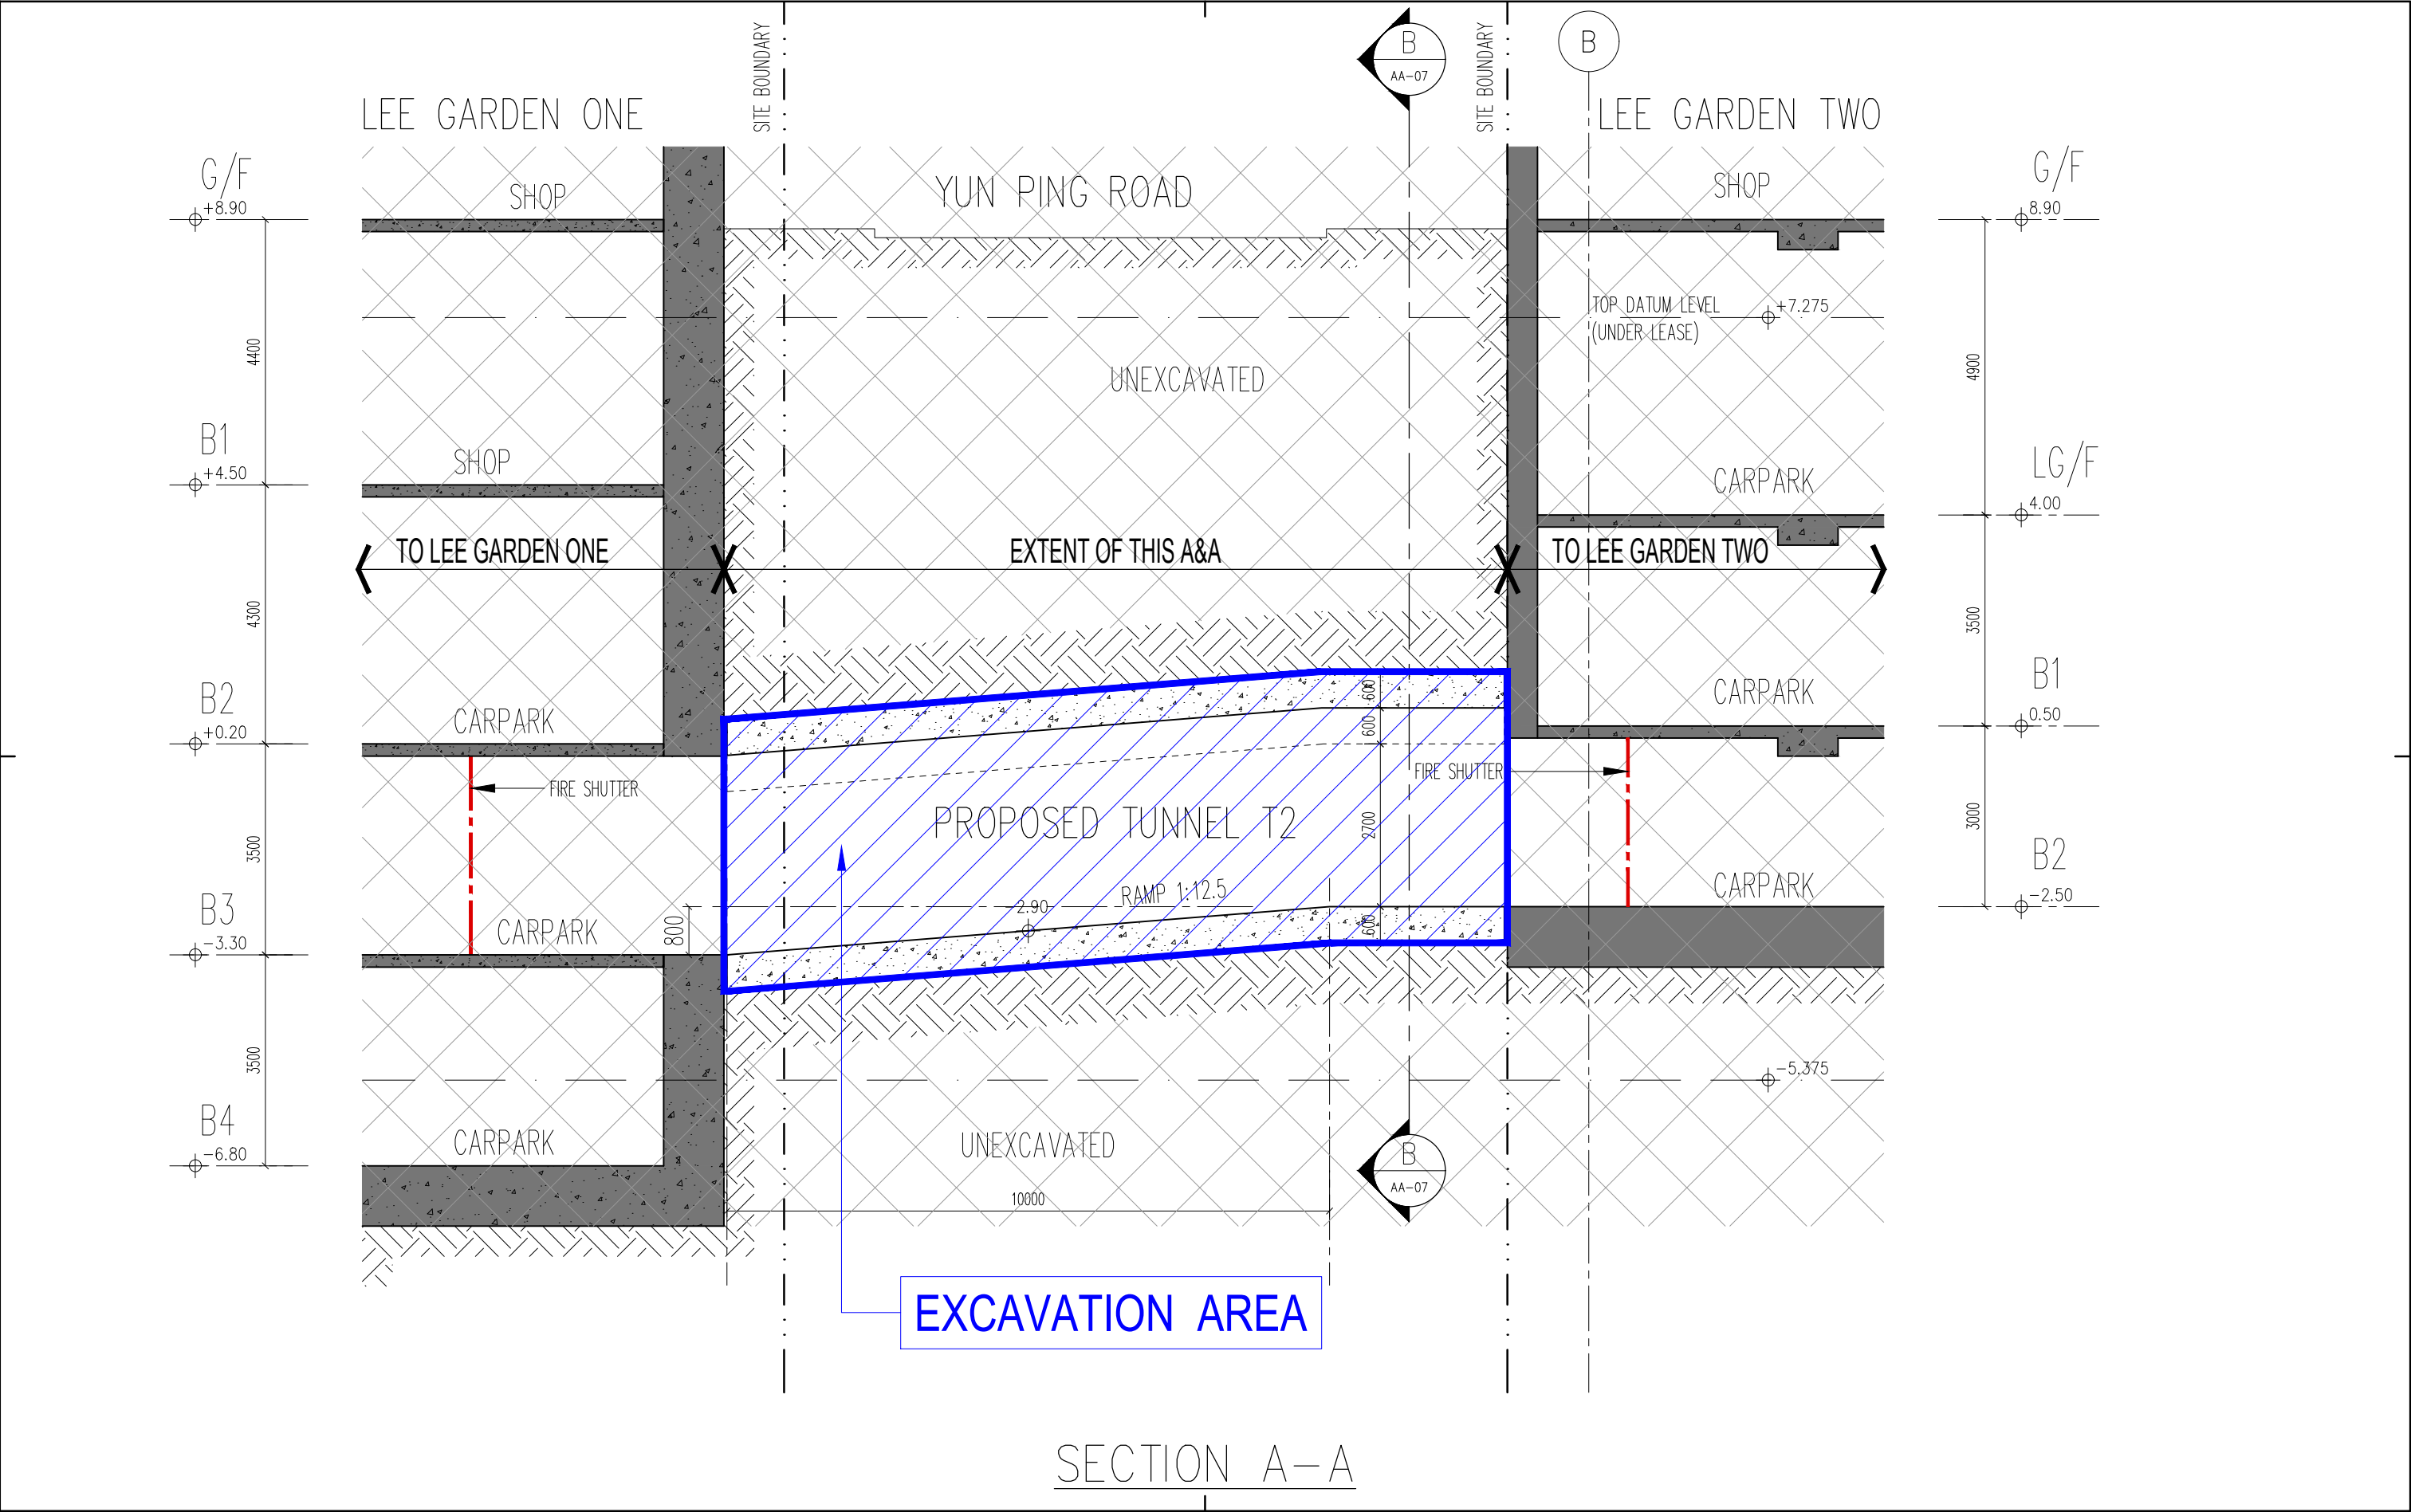 SITE BOUNDARY
B
AA-07
SITE BOUNDARY
B
LEE GARDEN ONE
LEE GARDEN TWO
G/F
+8.90
SHOP
YUN PING ROAD
SHOP
G/F
8.90
TOP DATUM LEVEL
(UNDER LEASE)
+7.275
4400
UNEXCAVATED
4900
B1
+4.50
SHOP
CARPARK
LG/F
4.00
TO LEE GARDEN ONE
EXTENT OF THIS A&A
TO LEE GARDEN TWO
4300
3500
B2
+0.20
CARPARK
600
CARPARK
B1
0.50
600
FIRE SHUTTER
FIRE SHUTTER
PROPOSED TUNNEL T2
2700
3500
3000
B2
-2.50
RAMP 1:12.5
CARPARK
B3
-3.30
CARPARK
800
-2.90
600
3500
-5.375
B4
-6.80
CARPARK
UNEXCAVATED
B
AA-07
10000
EXCAVATION AREA
SECTION A-A